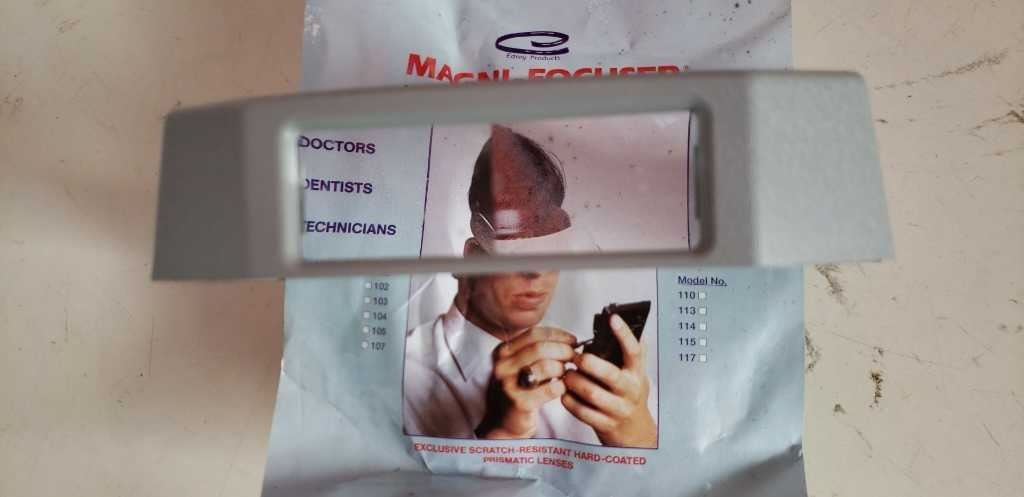 Edroy Products
MAGNI-FOCUSER®
DOCTORS
DENTISTS
TECHNICIANS
102
103
104
105
107
Model No.
110
113
114
115
117
EXCLUSIVE SCRATCH-RESISTANT HARD-COATED
PRISMATIC LENSES